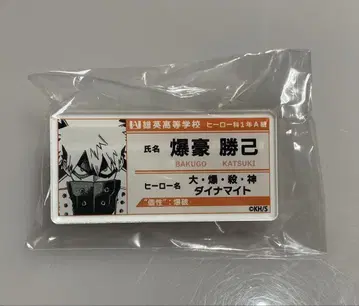 雄英高等学校 ヒーロー科1年A組
氏名 爆豪 勝己
BAKUGO KATSUKI
ヒーロー名 大・爆・殺・神
ダイナマイト
"個性":爆破
©KH/S